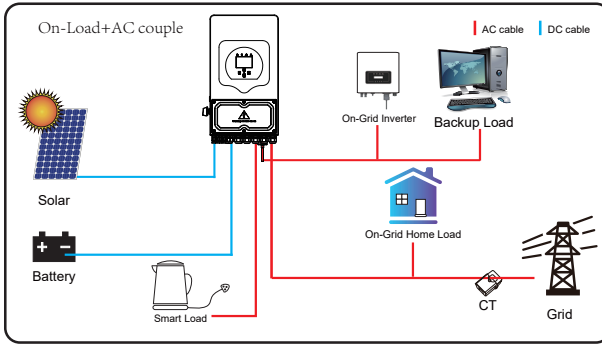 On-Load+AC couple
AC cable
DC cable
On-Grid Inverter
Backup Load
Solar
On-Grid Home Load
Battery
Smart Load
CT
Grid